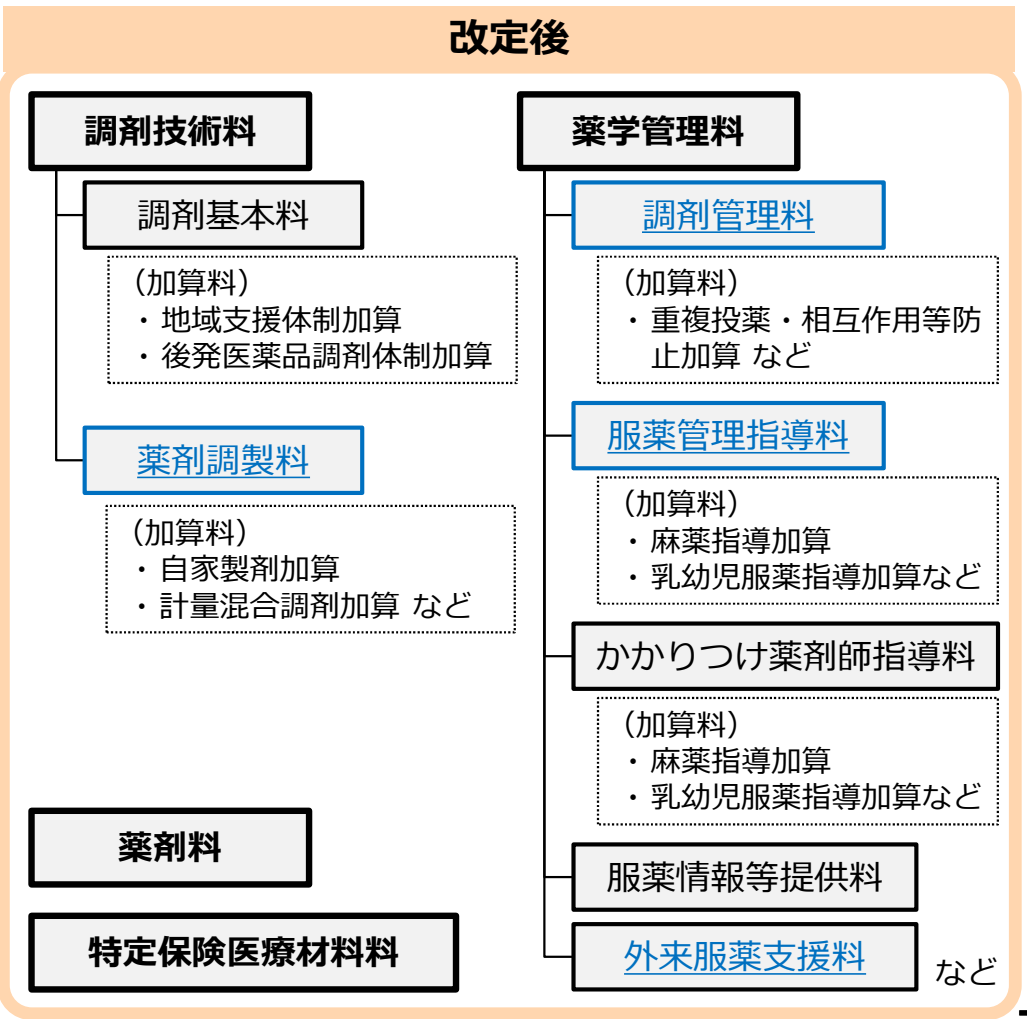 改定後
調剤技術料
調剤基本料
（加算料）
・地域支援体制加算
・後発医薬品調剤体制加算
薬剤調製料
（加算料）
・自家製剤加算
・計量混合調剤加算 など
薬剤料
特定保険医療材料料
薬学管理料
調剤管理料
（加算料）
・重複投薬・相互作用等防
止加算 など
服薬管理指導料
（加算料）
・麻薬指導加算
・乳幼児服薬指導加算など
かかりつけ薬剤師指導料
（加算料）
・麻薬指導加算
・乳幼児服薬指導加算など
服薬情報等提供料
外来服薬支援料
など